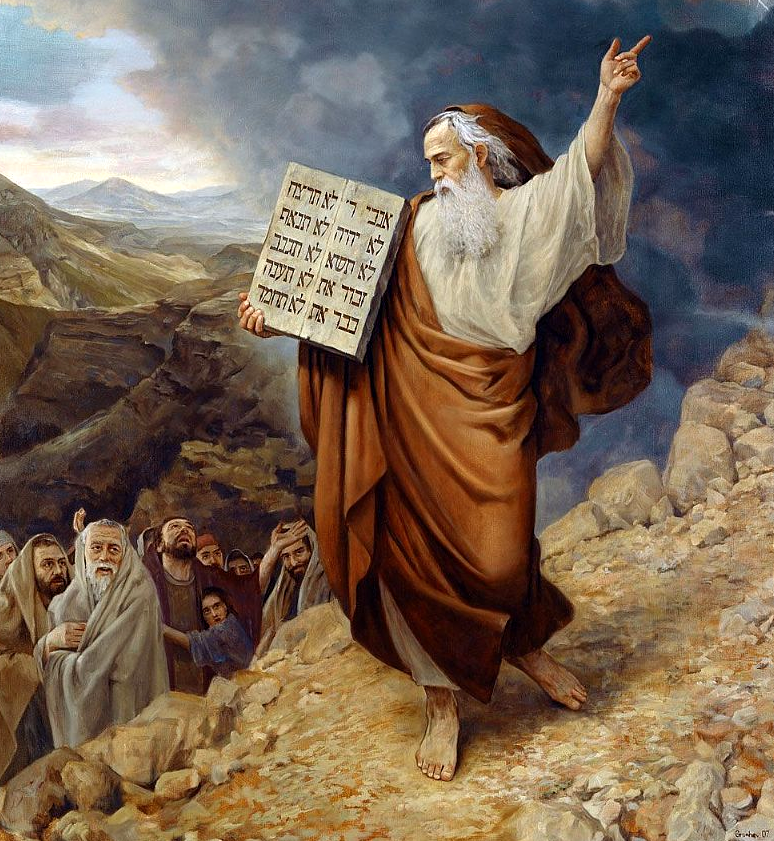 אנכי ד'
לא יהיה
לא תשא
זכור את
כבד את
לא תרצח
לא תנאף
לא תגנב
לא תענה
לא תחמד
07